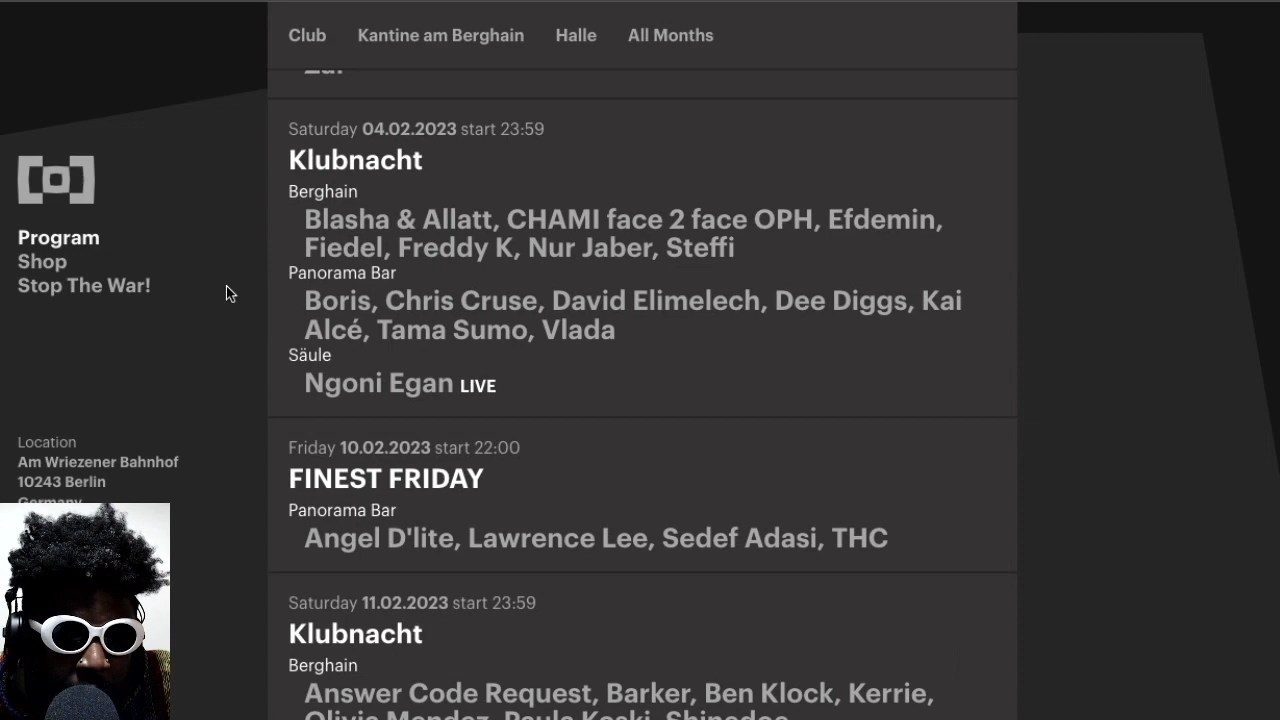 Club Kantine am Berghain Halle All Months
Saturday 04.02.2023 start 23:59
Klubnacht
Berghain
Blasha & Allatt, CHAMI face 2 face OPH, Efdemin,
Fiedel, Freddy K, Nur Jaber, Steffi
Panorama Bar
Boris, Chris Cruse, David Elimelech, Dee Diggs, Kai
Alcé, Tama Sumo, Vlada
Säule
Ngoni Egan LIVE
Friday 10.02.2023 start 22:00
FINEST FRIDAY
Panorama Bar
Angel D'lite, Lawrence Lee, Sedef Adasi, THC
Saturday 11.02.2023 start 23:59
Klubnacht
Berghain
Answer Code Request, Barker, Ben Klock, Kerrie,
Program
Shop
Stop The War!
Location
Am Wriezener Bahnhof
10243 Berlin
Germany